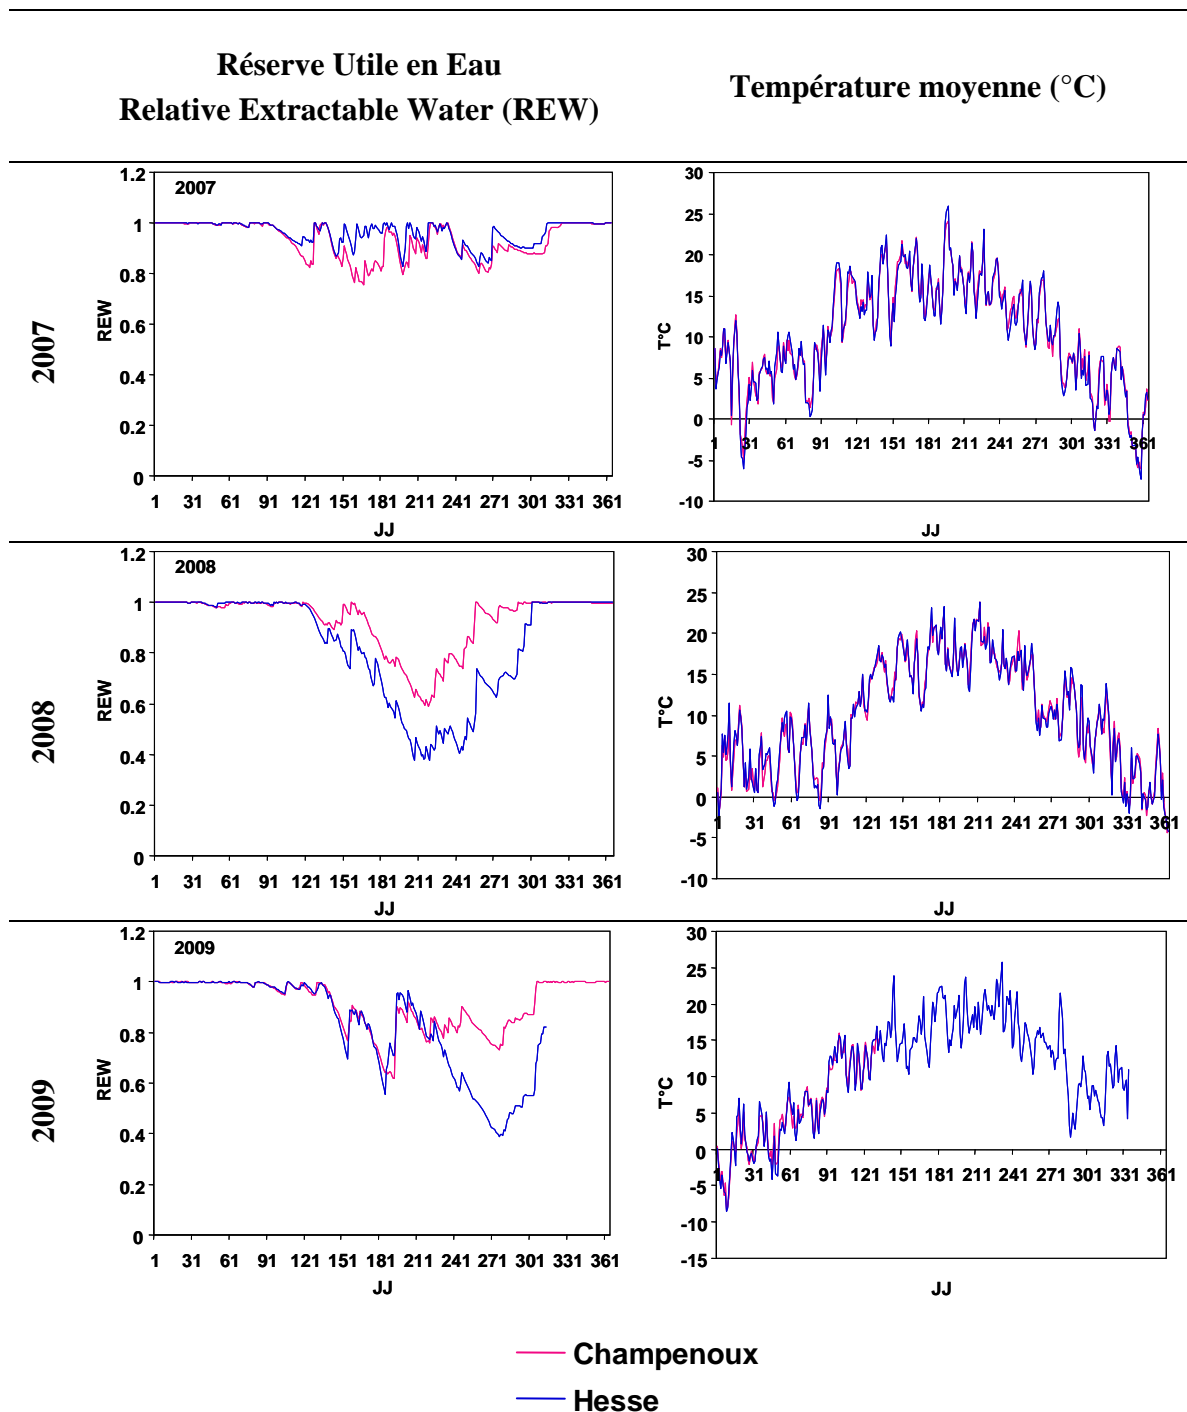 Réserve Utile en Eau
Relative Extractable Water (REW)
Température moyenne (°C)
2007
1.2
1
0.8
0.6
0.4
0.2
0
REW
2007
1 31 61 91 121 151 181 211 241 271 301 331 361
JJ
30
25
20
15
10
5
0
-5
-10
T°C
1 31 61 91 121 151 181 211 241 271 301 331 361
JJ
2008
1.2
1
0.8
0.6
0.4
0.2
0
REW
2008
1 31 61 91 121 151 181 211 241 271 301 331 361
JJ
30
25
20
15
10
5
0
-5
-10
T°C
1 31 61 91 121 151 181 211 241 271 301 331 361
JJ
2009
1.2
1
0.8
0.6
0.4
0.2
0
REW
2009
1 31 61 91 121 151 181 211 241 271 301 331 361
JJ
30
25
20
15
10
5
0
-5
-10
-15
T°C
1 31 61 91 121 151 181 211 241 271 301 331 361
JJ
Champenoux
Hesse